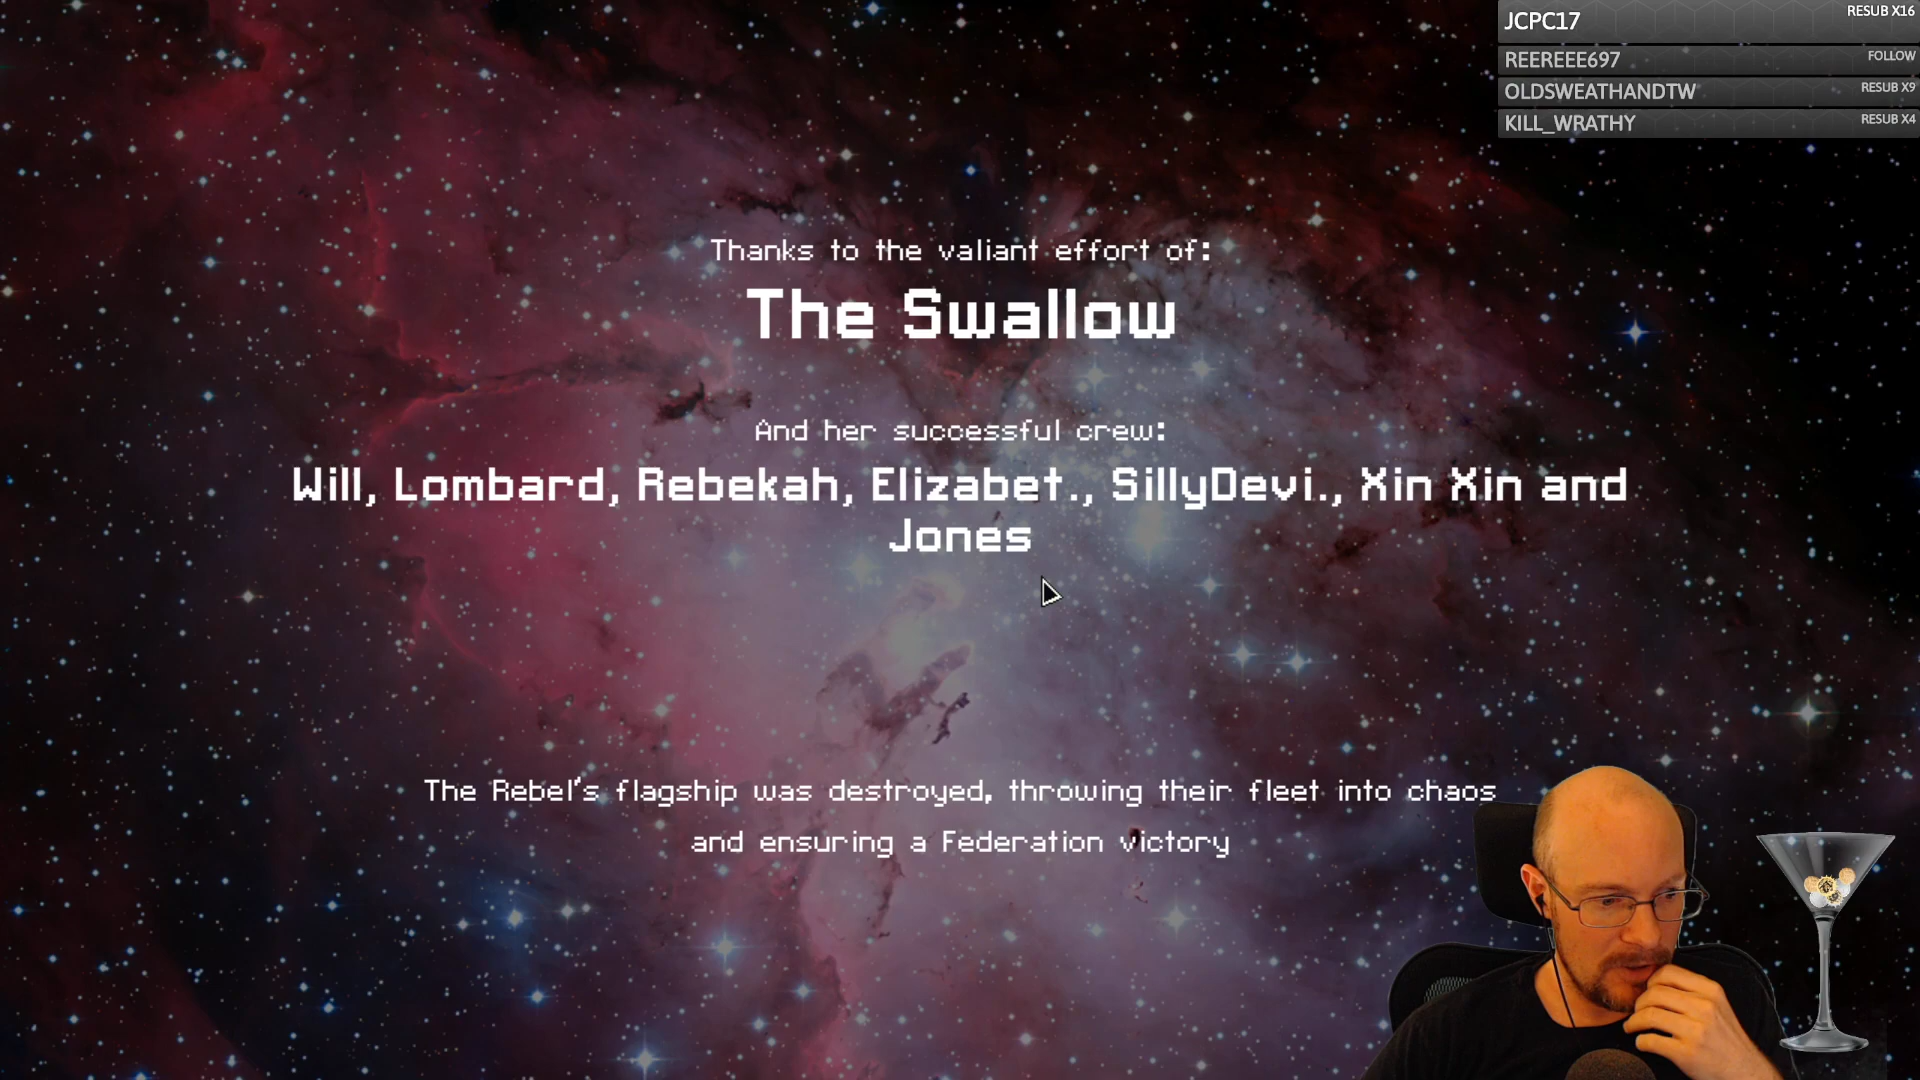 JCPC17 RESUB X16
REEREEE697 FOLLOW
OLDSWEATHANDTW RESUB X9
KILL_WRATHY RESUB X4
Thanks to the valiant effort of:
The Swallow
And her successful crew:
Will, Lombard, Rebekah, Elizabet., SillyDevi., Xin Xin and
Jones
The Rebel's flagship was destroyed, throwing their fleet into chaos
and ensuring a Federation victory